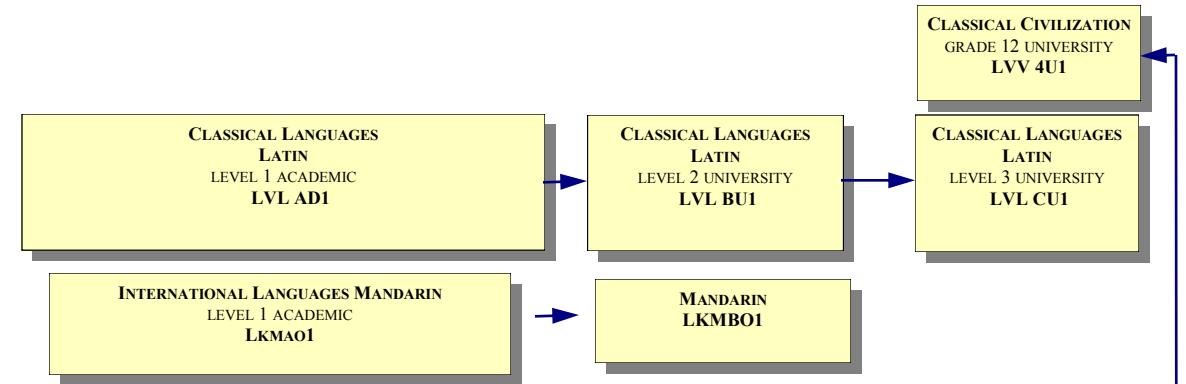 CLASSICAL CIVILIZATION
GRADE 12 UNIVERSITY
LVV 4U1
CLASSICAL LANGUAGES
LATIN
LEVEL 1 ACADEMIC
LVL AD1
CLASSICAL LANGUAGES
LATIN
LEVEL 2 UNIVERSITY
LVL BU1
CLASSICAL LANGUAGES
LATIN
LEVEL 3 UNIVERSITY
LVL CU1
INTERNATIONAL LANGUAGES MANDARIN
LEVEL 1 ACADEMIC
LKMAO1
MANDARIN
LKMBO1